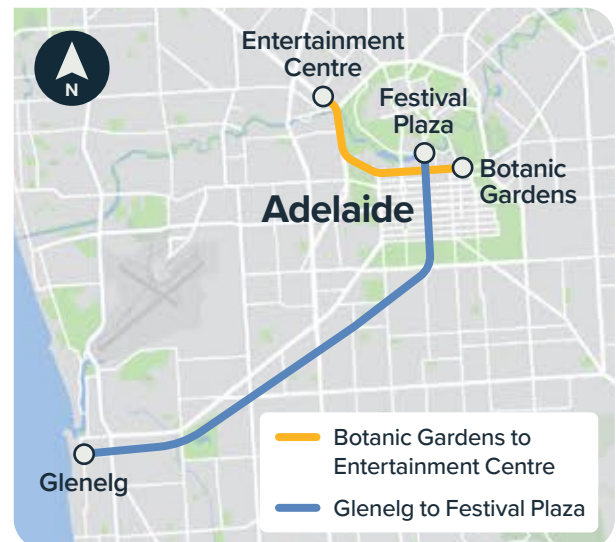 N
Entertainment
Centre
Festival
Plaza
Botanic
Gardens
Adelaide
Glenelg
Botanic Gardens to
Entertainment Centre
Glenelg to Festival Plaza